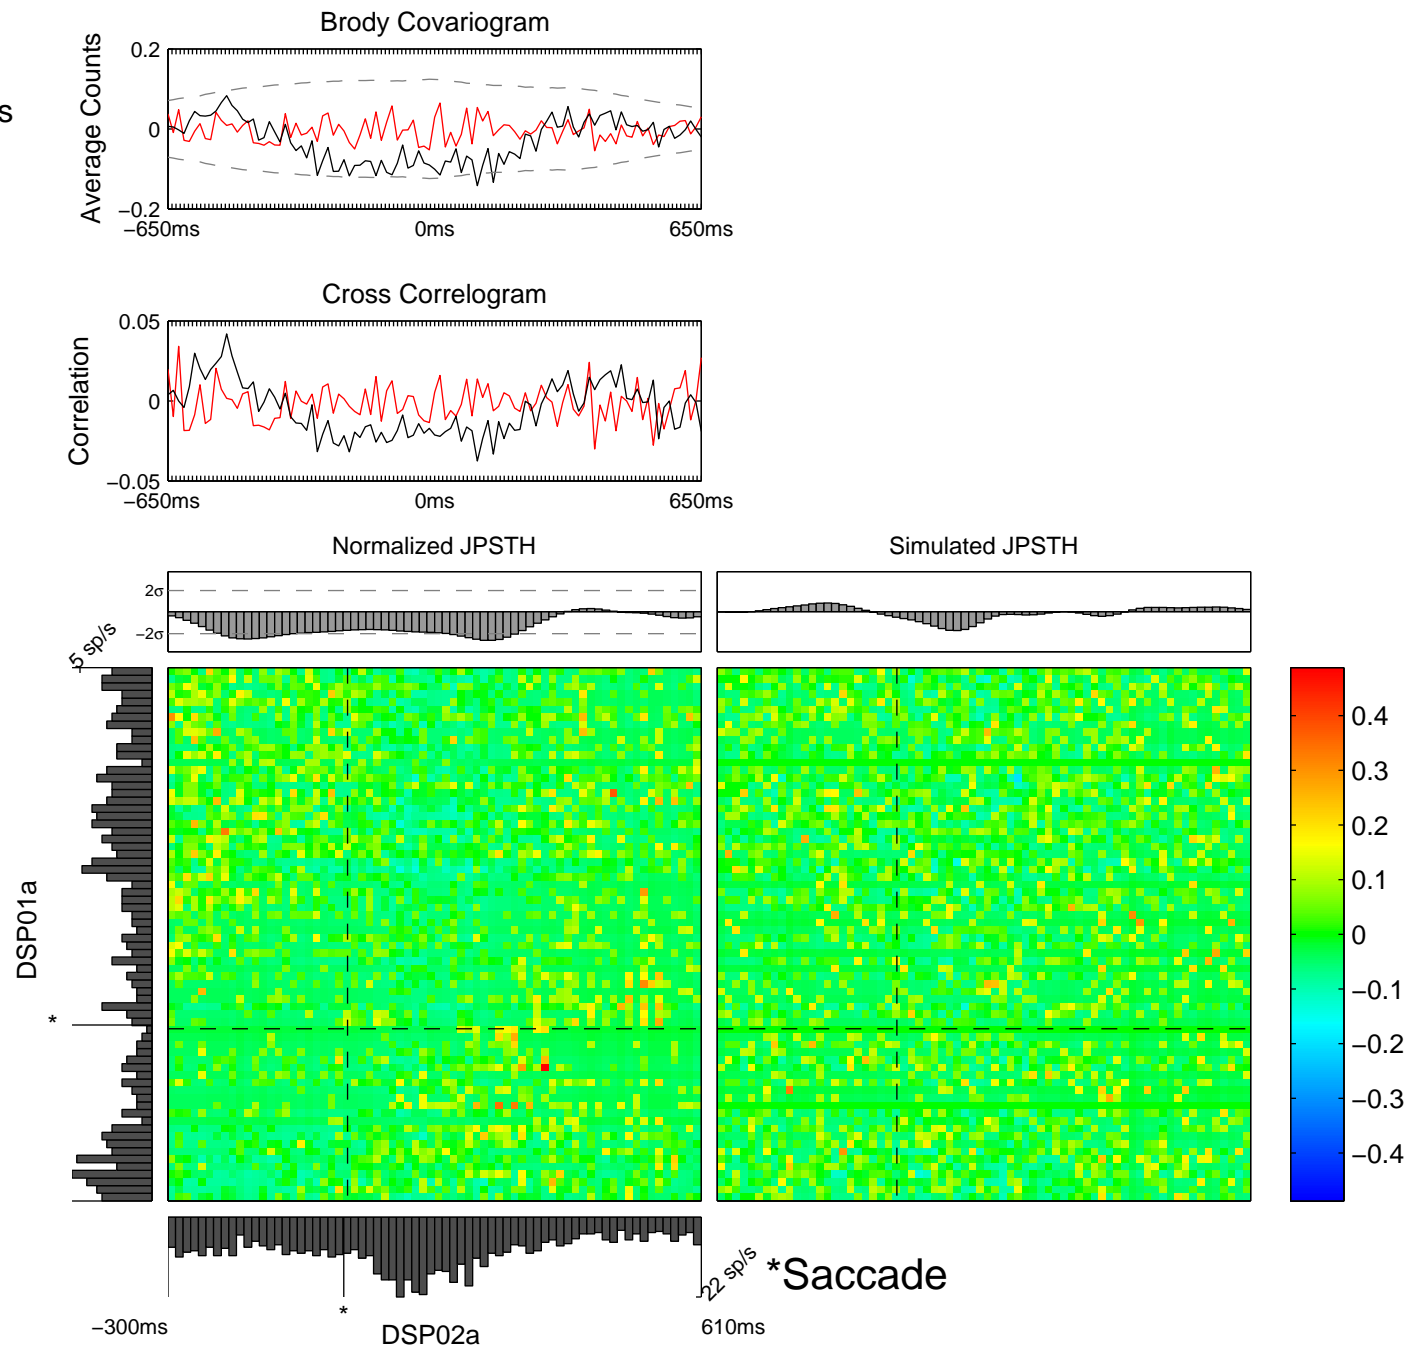 Brody Covariogram
s
Average Counts
0.2
0
−0.2
−650ms 0ms 650ms
Cross Correlogram
Correlation
0.05
0
−0.05
−650ms 0ms 650ms
Normalized JPSTH
Simulated JPSTH
2σ
−2σ
5 sp/s
DSP01a
*
0.4
0.3
0.2
0.1
0
−0.1
−0.2
−0.3
−0.4
22 sp/s
*Saccade
*
−300ms DSP02a 610ms